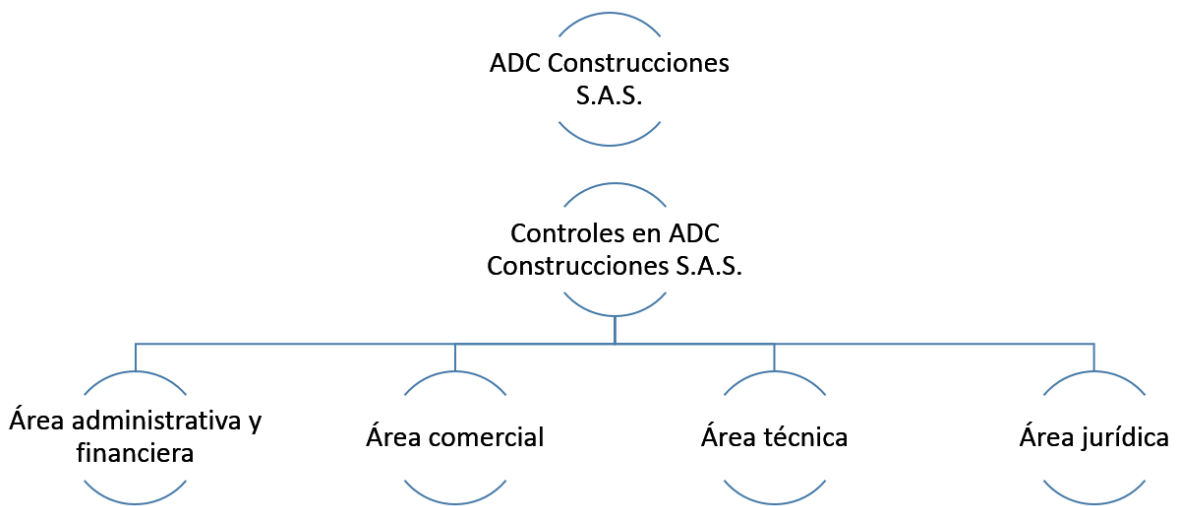 ADC Construcciones
S.A.S.
Controles en ADC
Construcciones S.A.S.
Área administrativa y
financiera
Área comercial
Área técnica
Área jurídica